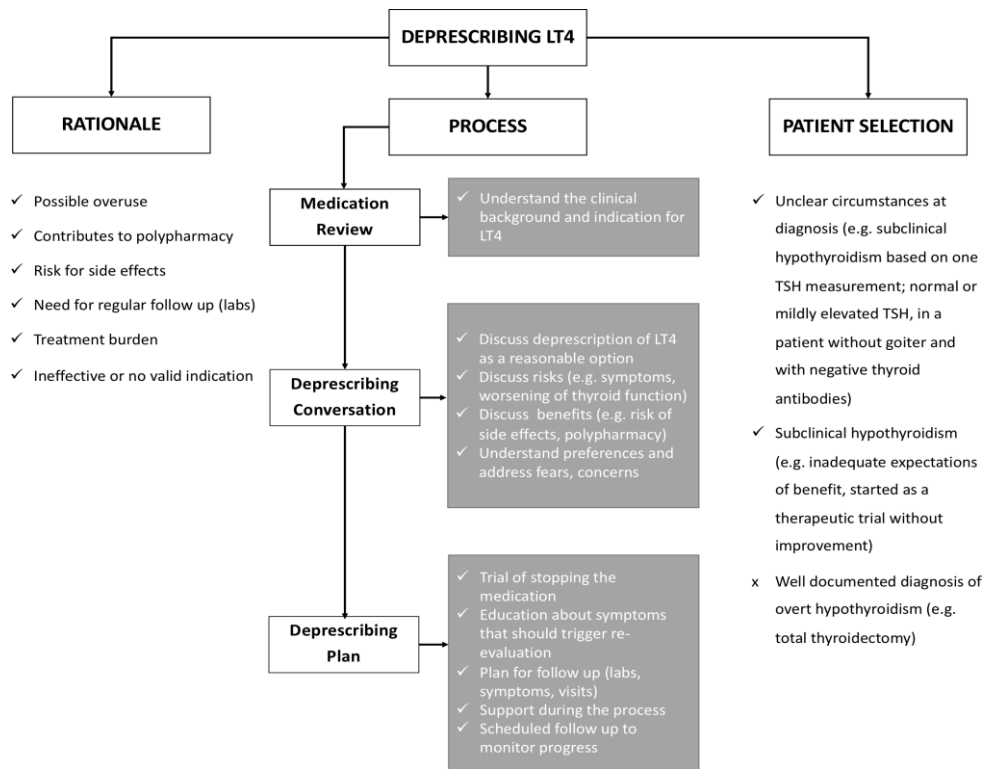 DEPRESCRIBING LT4
RATIONALE
✓ Possible overuse
✓ Contributes to polypharmacy
✓ Risk for side effects
✓ Need for regular follow up (labs)
✓ Treatment burden
✓ Ineffective or no valid indication
PROCESS
Medication
Review
✓ Understand the clinical
background and indication for
LT4
Deprescribing
Conversation
✓ Discuss deprescription of LT4
as a reasonable option
✓ Discuss risks (e.g. symptoms,
worsening of thyroid function)
✓ Discuss benefits (e.g. risk of
side effects, polypharmacy)
✓ Understand preferences and
address fears, concerns
Deprescribing
Plan
✓ Trial of stopping the
medication
✓ Education about symptoms
that should trigger re-
evaluation
✓ Plan for follow up (labs,
symptoms, visits)
✓ Support during the process
✓ Scheduled follow up to
monitor progress
PATIENT SELECTION
✓ Unclear circumstances at
diagnosis (e.g. subclinical
hypothyroidism based on one
TSH measurement; normal or
mildly elevated TSH, in a
patient without goiter and
with negative thyroid
antibodies)
✓ Subclinical hypothyroidism
(e.g. inadequate expectations
of benefit, started as a
therapeutic trial without
improvement)
x Well documented diagnosis of
overt hypothyroidism (e.g.
total thyroidectomy)